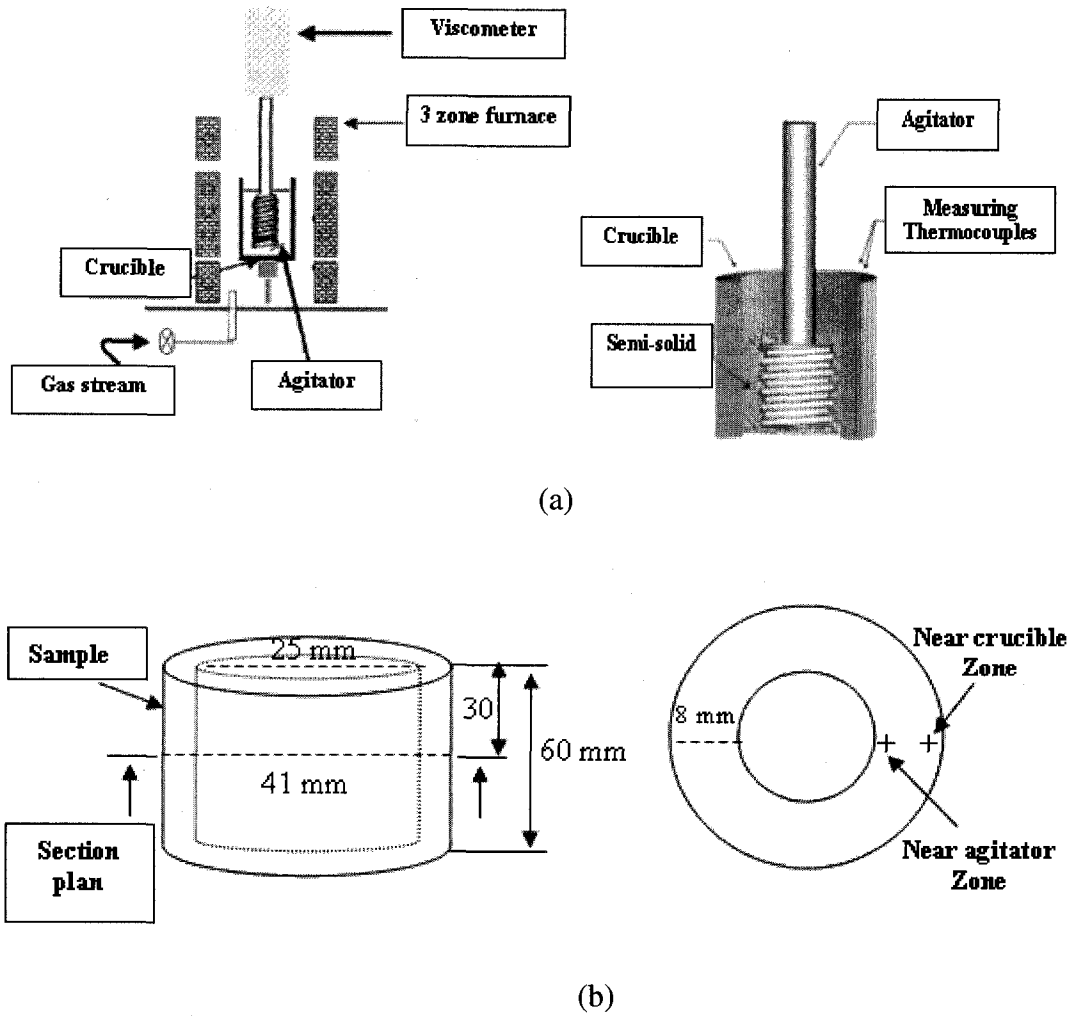 Viscometer
3 zone furnace
Crucible
Gas stream
Agitator
Agitator
Measuring
Thermocouples
Crucible
Semi-solid
(a)
Sample
25 mm
30
60 mm
41 mm
Section
plan
8 mm
Near crucible
Zone
Near agitator
Zone
(b)